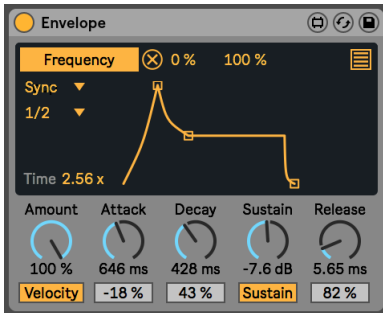 Envelope
Frequency 0 % 100 %
Sync
1/2
Time 2.56 x
Amount Attack Decay Sustain Release
100 % 646 ms 428 ms -7.6 dB 5.65 ms
Velocity -18 % 43 % Sustain 82 %